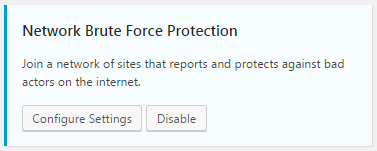 Network Brute Force Protection
Join a network of sites that reports and protects against bad
actors on the internet.
Configure Settings Disable